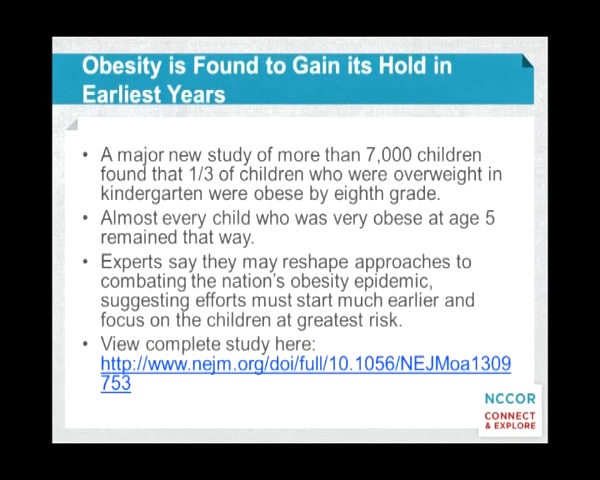 Obesity is Found to Gain its Hold in
Earliest Years
• A major new study of more than 7,000 children
found that 1/3 of children who were overweight in
kindergarten were obese by eighth grade.
• Almost every child who was very obese at age 5
remained that way.
• Experts say they may reshape approaches to
combating the nation's obesity epidemic,
suggesting efforts must start much earlier and
focus on the children at greatest risk.
• View complete study here:
http://www.nejm.org/doi/full/10.1056/NEJMoa1309
753
NCCOR
CONNECT
& EXPLORE